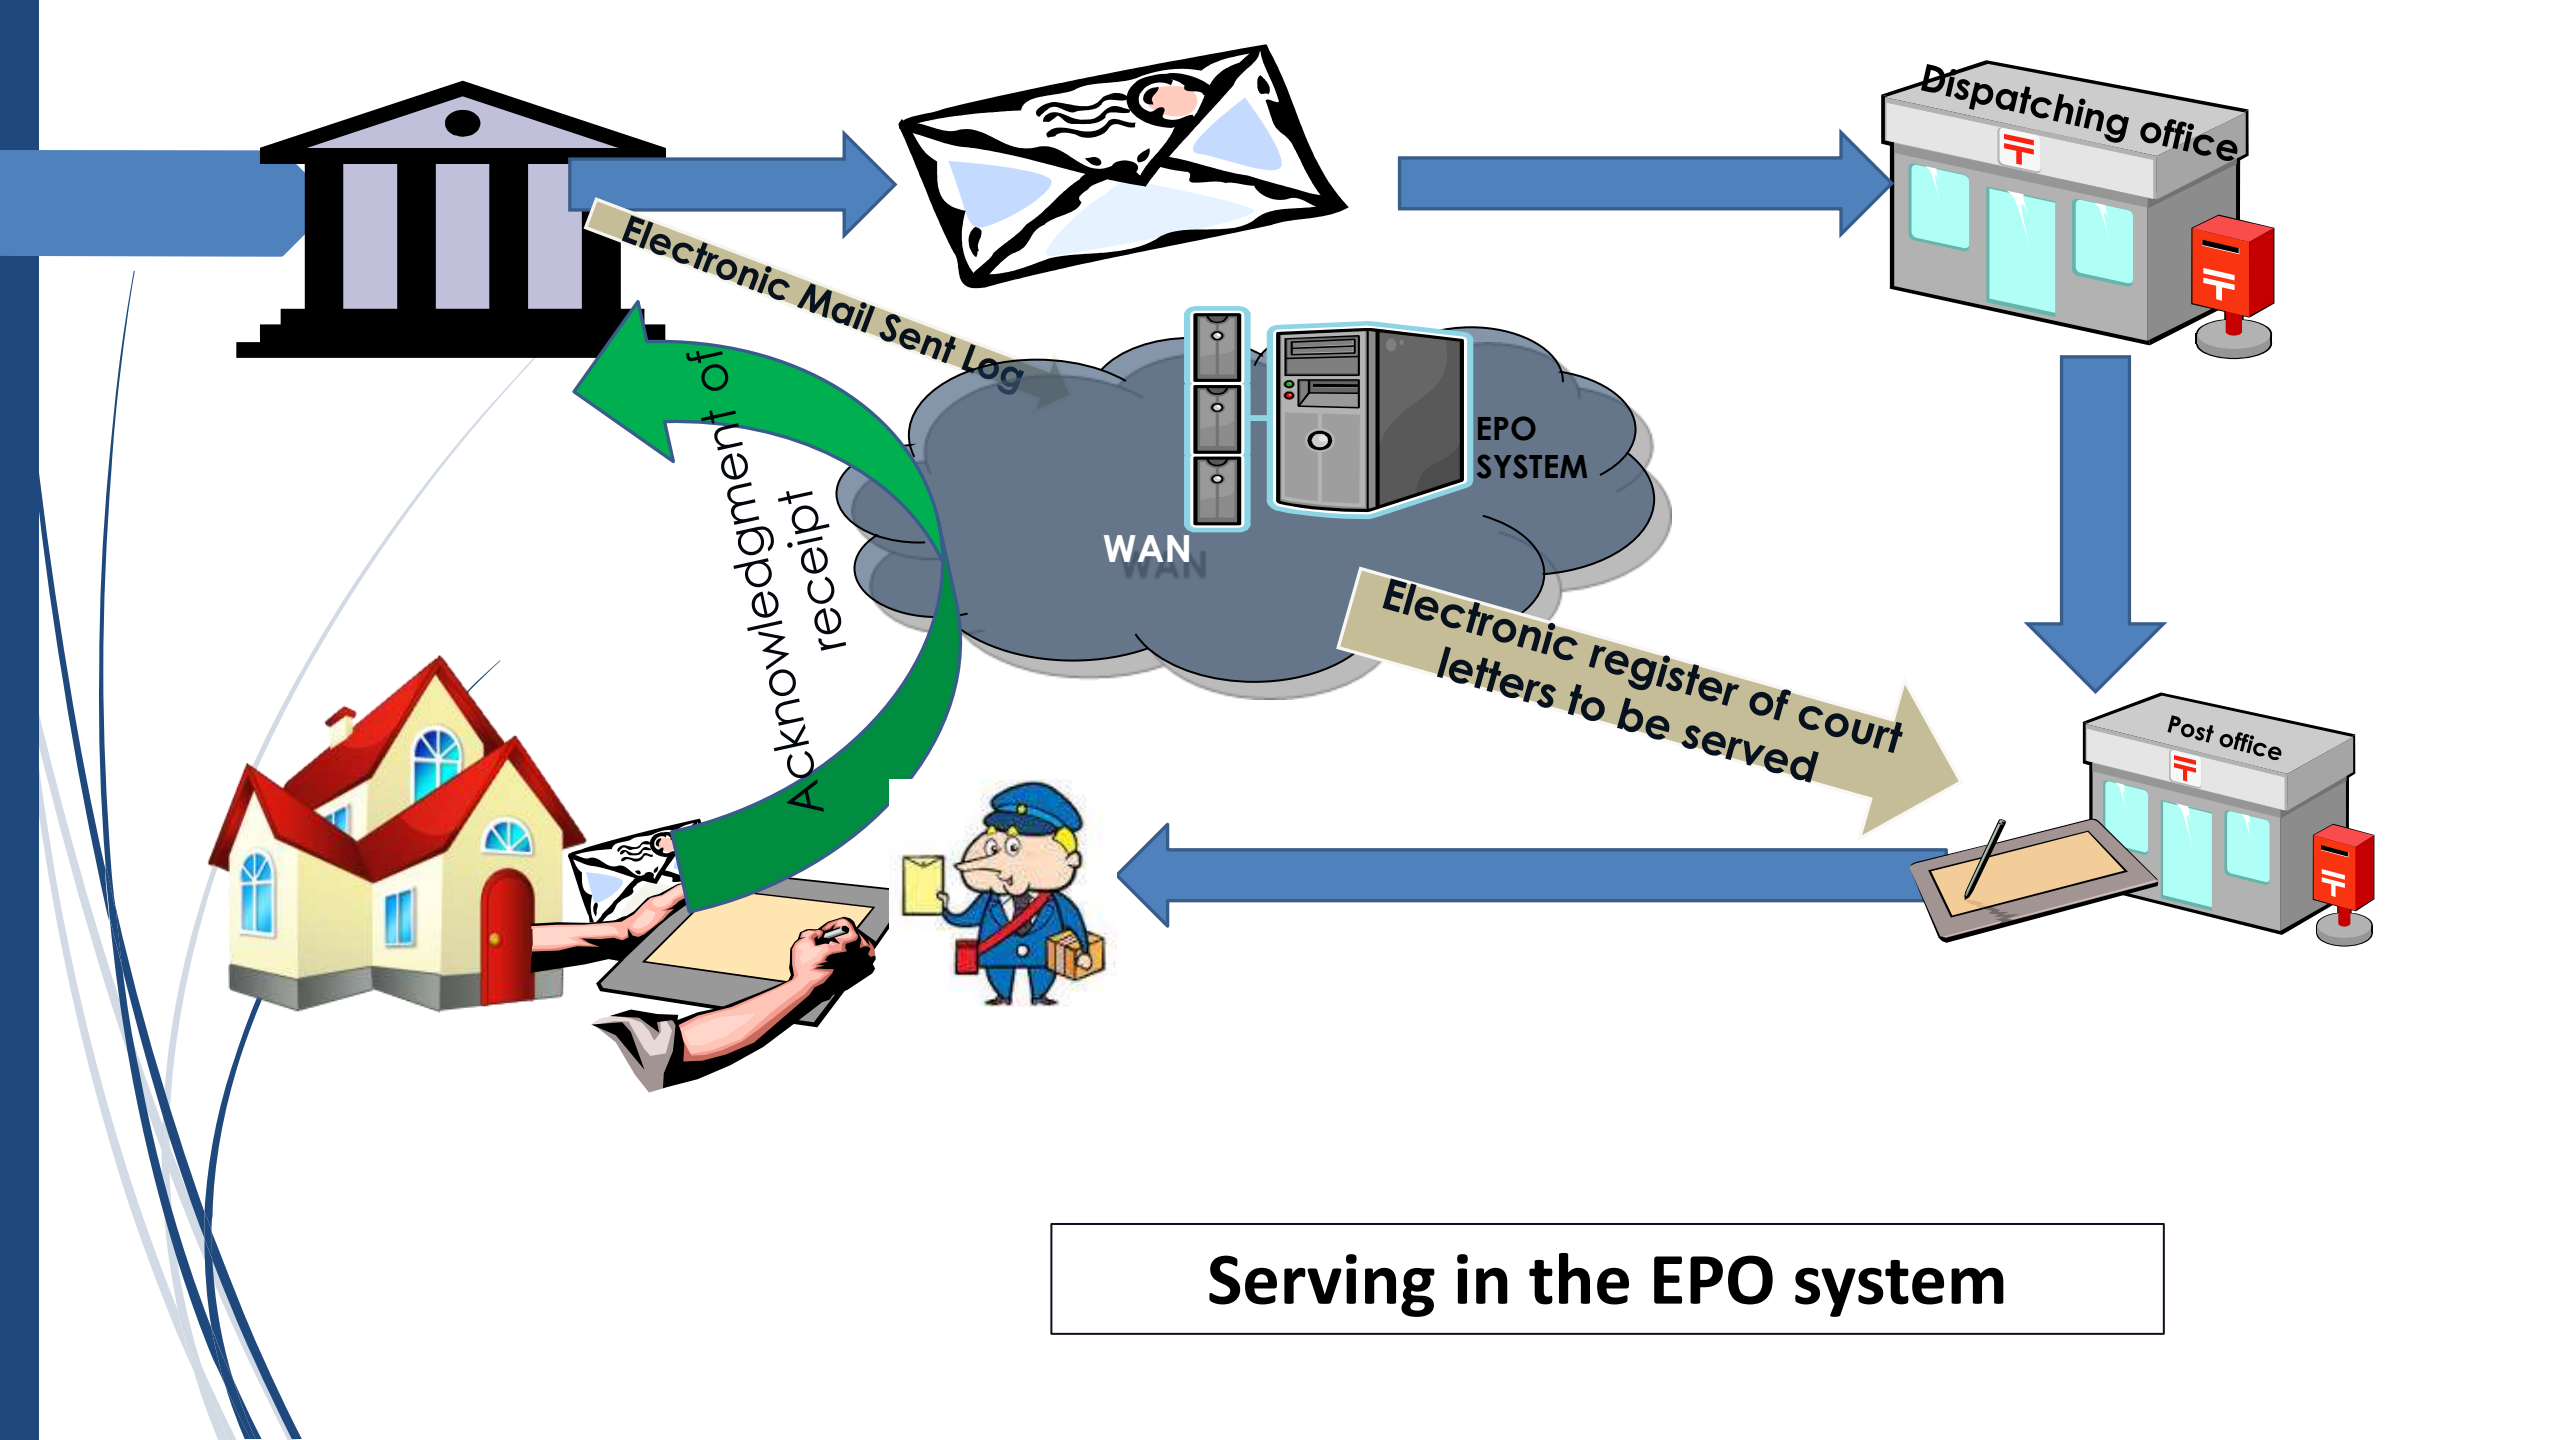 Dispatching office
Electronic Mail Sent Log
Acknowledgment of
receipt
EPO
SYSTEM
WAN
Electronic register of court
letters to be served
Post office
Serving in the EPO system